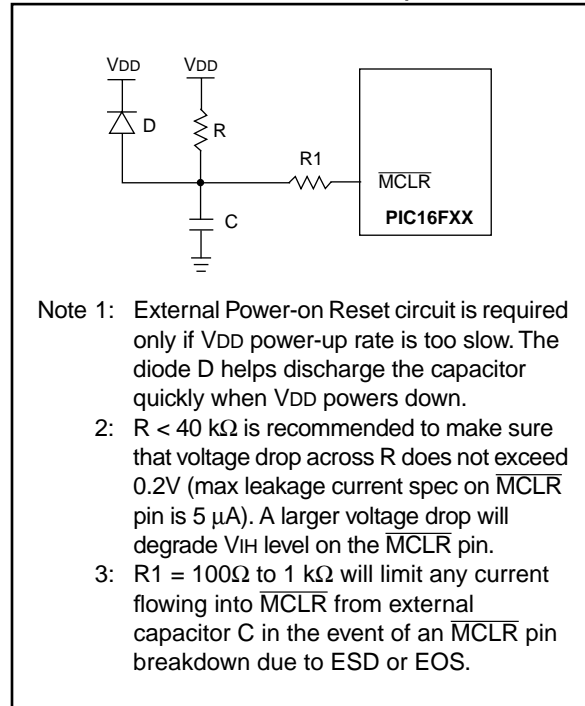 VDD VDD
D R
R1
MCLR
C
PIC16FXX
Note 1: External Power-on Reset circuit is required
only if VDD power-up rate is too slow. The
diode D helps discharge the capacitor
quickly when VDD powers down.
2: R < 40 kΩ is recommended to make sure
that voltage drop across R does not exceed
0.2V (max leakage current spec on MCLR
pin is 5 μA). A larger voltage drop will
degrade VIH level on the MCLR pin.
3: R1 = 100Ω to 1 kΩ will limit any current
flowing into MCLR from external
capacitor C in the event of an MCLR pin
breakdown due to ESD or EOS.